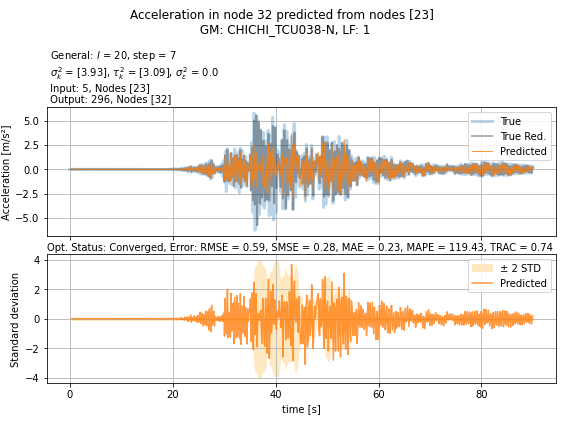 Acceleration in node 32 predicted from nodes [23]
GM: CHICHI_TCU038-N, LF: 1
General: l = 20, step = 7
σ²ₖ = [3.93], τ²ₖ = [3.09], σ²ε = 0.0
Input: 5, Nodes [23]
Output: 296, Nodes [32]
Acceleration [m/s²]
5.0
2.5
0.0
−2.5
−5.0
True
True Red.
Predicted
Opt. Status: Converged, Error: RMSE = 0.59, SMSE = 0.28, MAE = 0.23, MAPE = 119.43, TRAC = 0.74
Standard deviation
4
2
0
−2
−4
± 2 STD
Predicted
0
20
40
60
80
time [s]